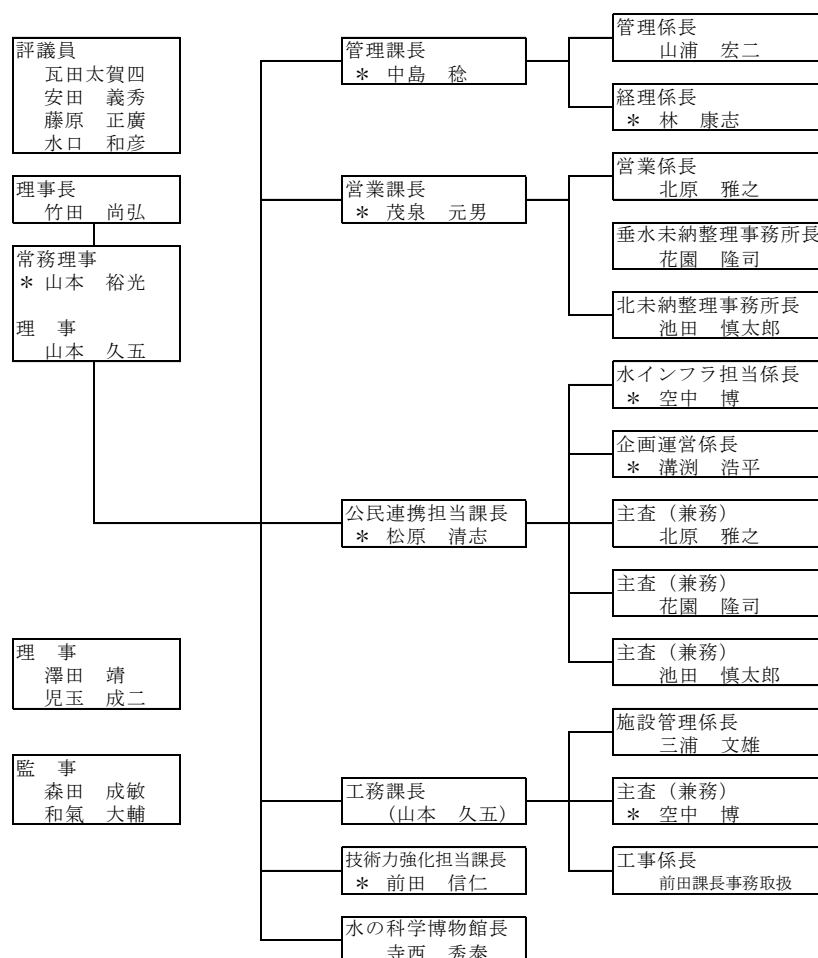 評議員
瓦田太賀四
安田　義秀
藤原　正廣
水口　和彦
理事長
竹田　尚弘
常務理事
＊ 山本　裕光
理　事
山本　久五
理　事
澤田　靖
児玉　成二
監　事
森田　成敏
和氣　大輔
管理課長
＊ 中島　稔
営業課長
＊ 茂泉　元男
公民連携担当課長
＊ 松原　清志
工務課長
(山本　久五)
技術力強化担当課長
＊ 前田　信仁
水の科学博物館長
寺西　秀泰
管理係長
山浦　宏二
経理係長
＊ 林　康志
営業係長
北原　雅之
垂水未納整理事務所長
花園　隆司
北未納整理事務所長
池田　慎太郎
水インフラ担当係長
＊ 空中　博
企画運営係長
＊ 溝渕　浩平
主査（兼務）
北原　雅之
主査（兼務）
花園　隆司
主査（兼務）
池田　慎太郎
施設管理係長
三浦　文雄
主査（兼務）
＊ 空中　博
工事係長
前田課長事務取扱